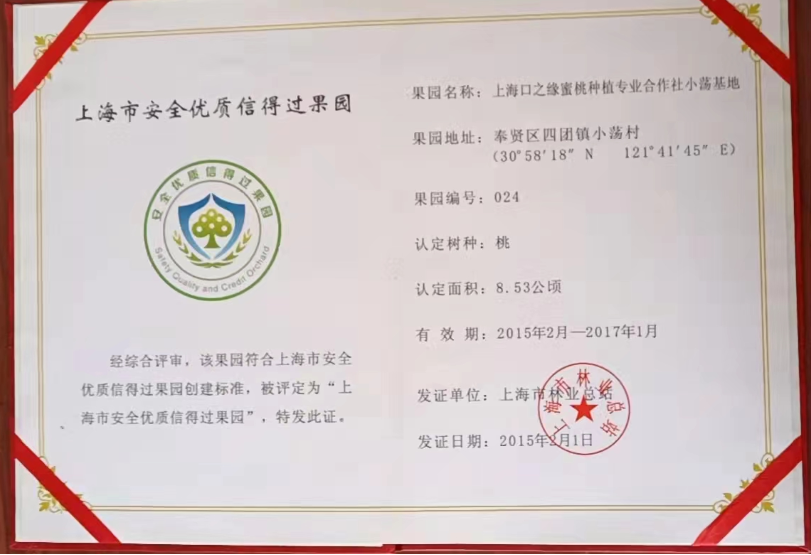 上海市安全优质信得过果园
安全优质信得过果园
Safety Quality and Credit Orchard
经综合评审，该果园符合上海市安全
优质信得过果园创建标准，被评定为“上
海市安全优质信得过果园”，特发此证。
果园名称：上海口之缘蜜桃种植专业合作社小荡基地
果园地址：奉贤区四团镇小荡村
（30°58′18″ N 121°41′45″ E）
果园编号：024
认定树种：桃
认定面积：8.53公顷
有 效 期：2015年2月—2017年1月
发证单位：上海市林业总站
发证日期：2015年2月1日
上海市林业总站